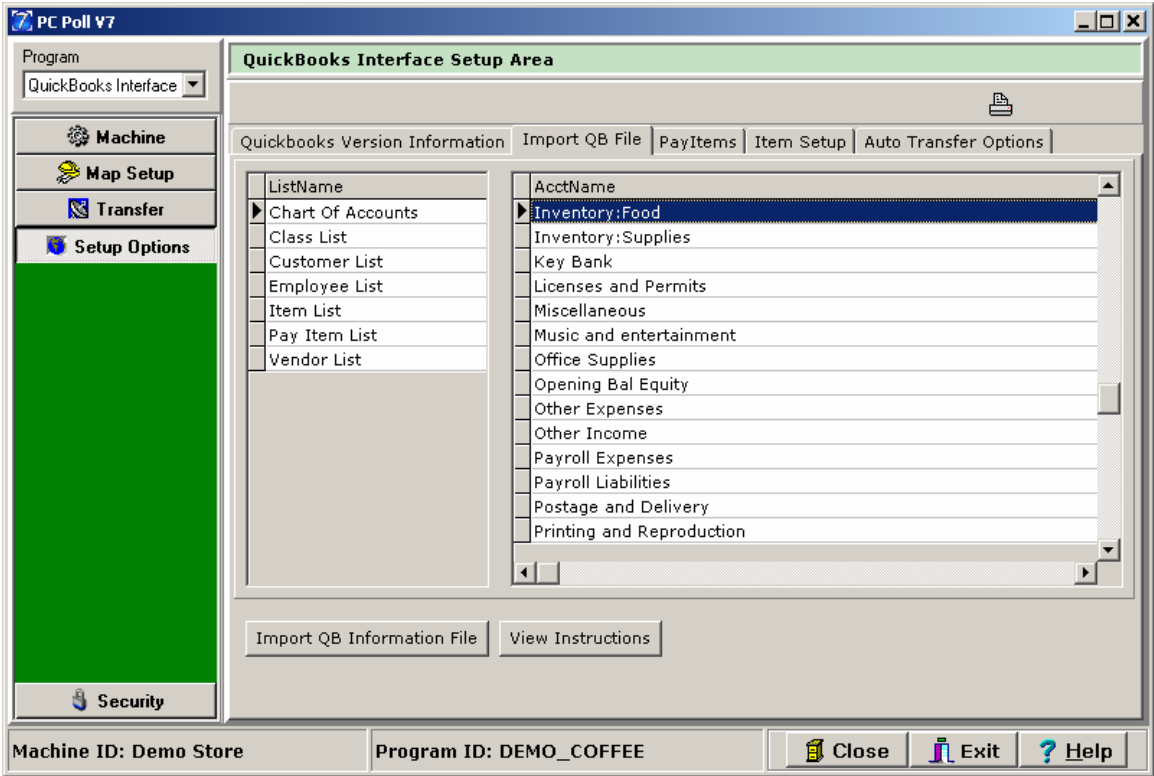 PC Poll V7
Program
QuickBooks Interface
Machine
Map Setup
Transfer
Setup Options
Security
QuickBooks Interface Setup Area
Quickbooks Version Information
Import QB File
PayItems
Item Setup
Auto Transfer Options
ListName
Chart Of Accounts
Class List
Customer List
Employee List
Item List
Pay Item List
Vendor List
AcctName
Inventory:Food
Inventory:Supplies
Key Bank
Licenses and Permits
Miscellaneous
Music and entertainment
Office Supplies
Opening Bal Equity
Other Expenses
Other Income
Payroll Expenses
Payroll Liabilities
Postage and Delivery
Printing and Reproduction
Import QB Information File
View Instructions
Machine ID: Demo Store
Program ID: DEMO_COFFEE
Close
Exit
? Help